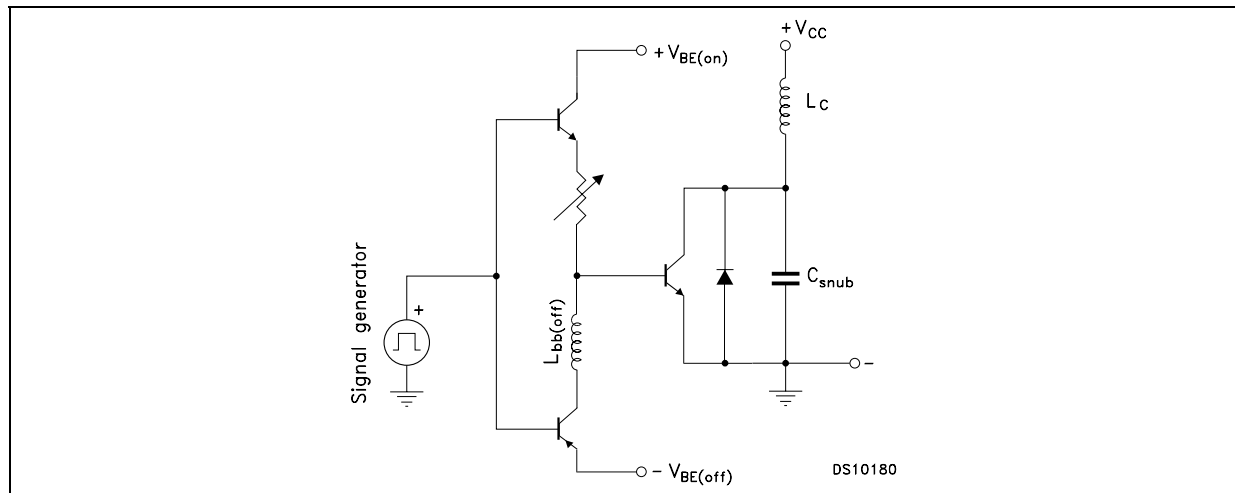 + V_CC
+ V_BE(on)
L_C
Signal generator
+
L_bb(off)
C_snub
-
- V_BE(off)
DS10180